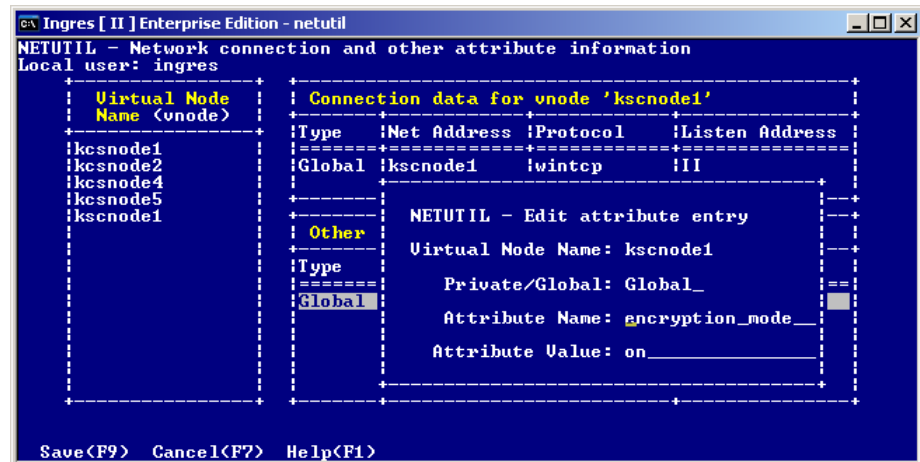 Ingres [ II ] Enterprise Edition - netutil
NETUTIL - Network connection and other attribute information
Local user: ingres
Virtual Node
Name (vnode)
Connection data for vnode 'kscnode1'
Type Net Address Protocol Listen Address
Global kscnode1 wintcp II
kcsnode1
kcsnode2
kcsnode4
kcsnode5
kscnode1
Other
Type
Global
NETUTIL - Edit attribute entry
Virtual Node Name: kscnode1
Private/Global: Global_
Attribute Name: encryption_mode__
Attribute Value: on_______________
Save(F9) Cancel(F7) Help(F1)